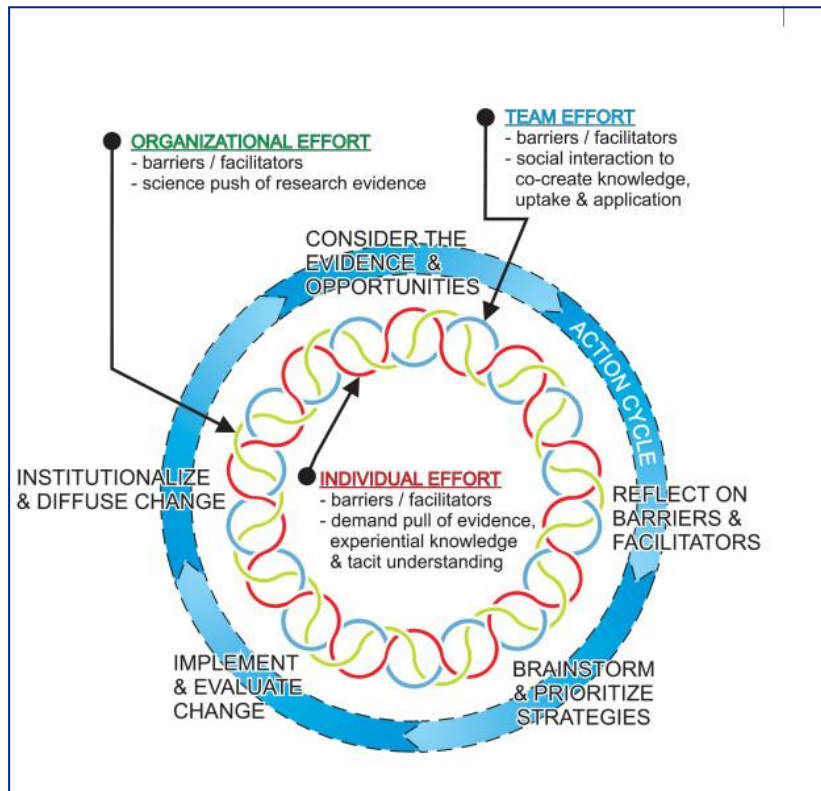 ORGANIZATIONAL EFFORT
- barriers / facilitators
- science push of research evidence
TEAM EFFORT
- barriers / facilitators
- social interaction to
co-create knowledge,
uptake & application
CONSIDER THE
EVIDENCE &
OPPORTUNITIES
ACTION CYCLE
INDIVIDUAL EFFORT
- barriers / facilitators
- demand pull of evidence,
experiential knowledge
& tacit understanding
REFLECT ON
BARRIERS &
FACILITATORS
BRAINSTORM
& PRIORITIZE
STRATEGIES
IMPLEMENT
& EVALUATE
CHANGE
INSTITUTIONALIZE
& DIFFUSE CHANGE